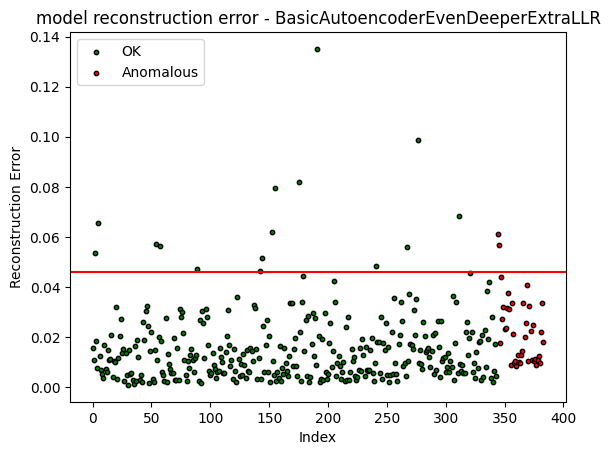 model reconstruction error - BasicAutoencoderEvenDeeperExtraLLR
OK
Anomalous
Reconstruction Error
0.14
0.12
0.10
0.08
0.06
0.04
0.02
0.00
0 50 100 150 200 250 300 350 400
Index